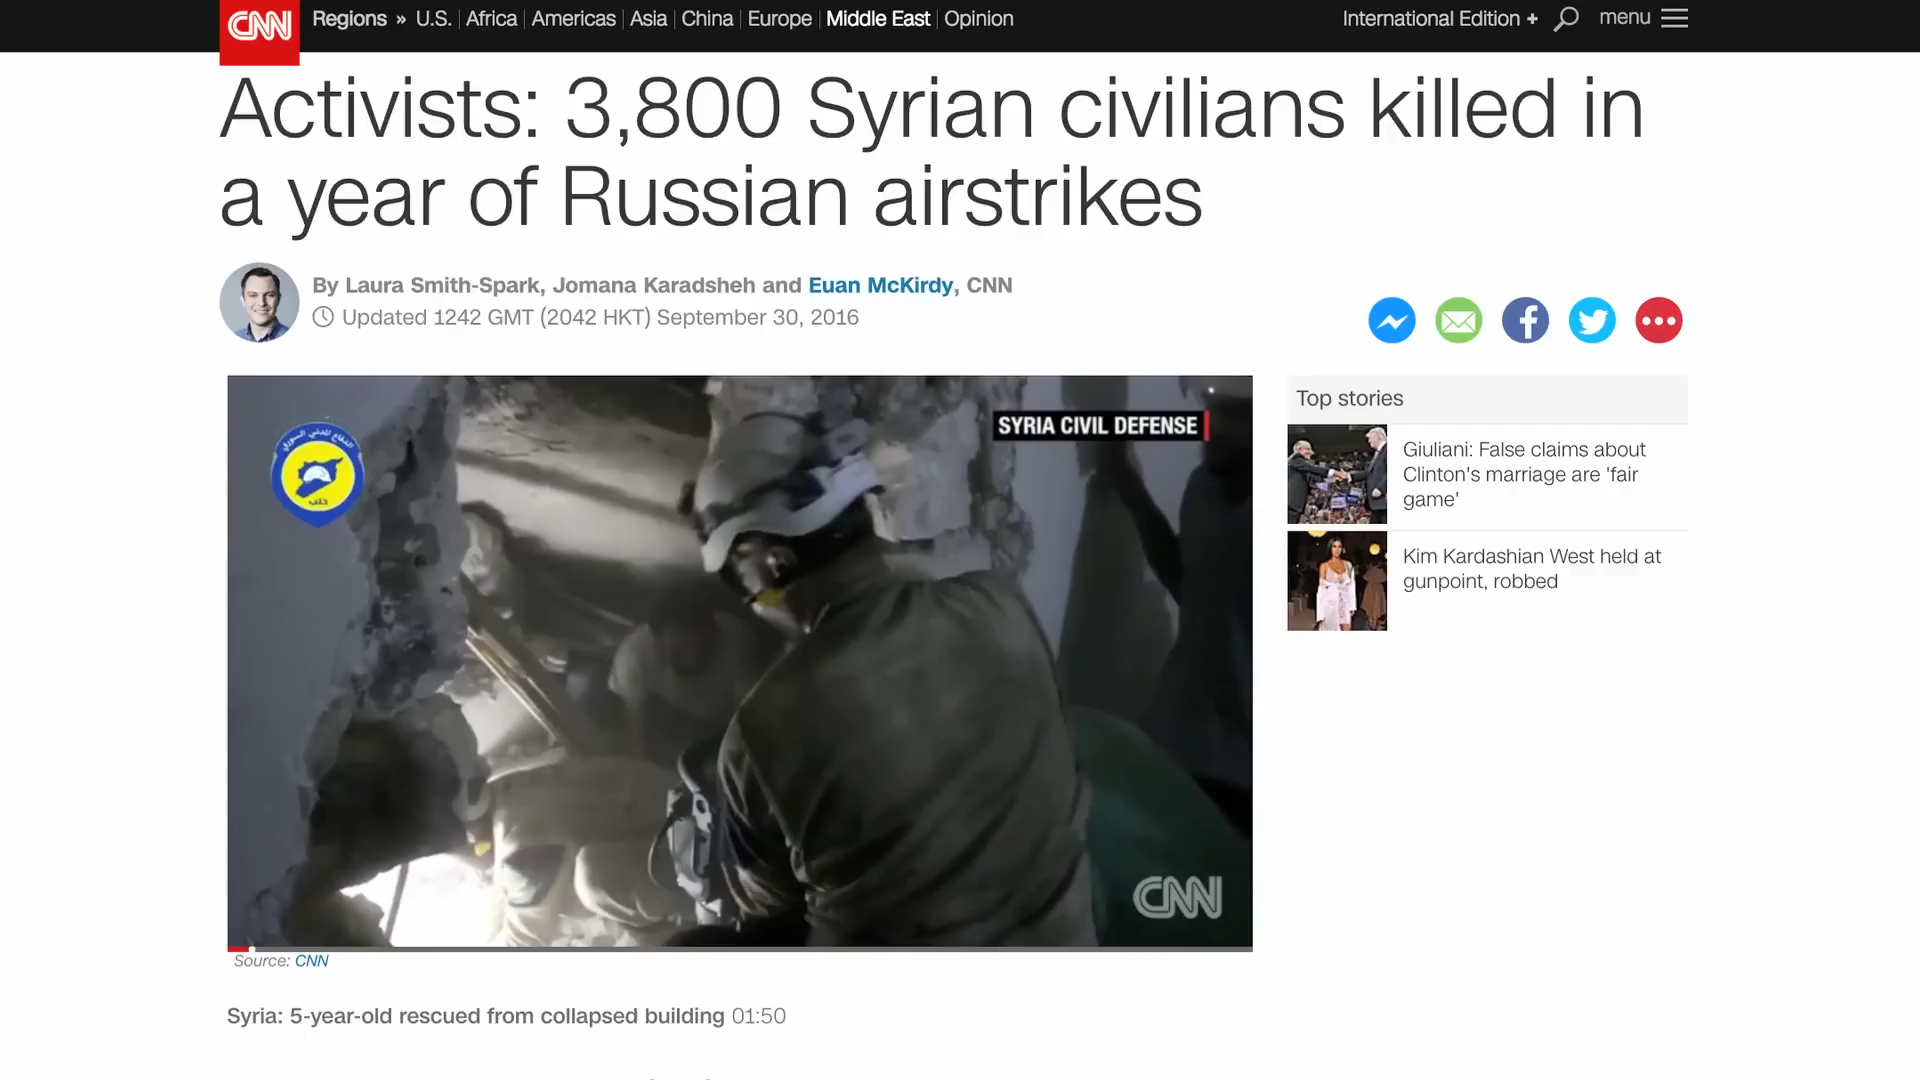 CNN
Regions » U.S. Africa Americas Asia China Europe Middle East Opinion
International Edition + menu
Activists: 3,800 Syrian civilians killed in
a year of Russian airstrikes
By Laura Smith-Spark, Jomana Karadsheh and Euan McKirdy, CNN
Updated 1242 GMT (2042 HKT) September 30, 2016
الدفاع المدني السوري
حلب
SYRIA CIVIL DEFENSE
CNN
Source: CNN
Syria: 5-year-old rescued from collapsed building 01:50
Top stories
Giuliani: False claims about
Clinton's marriage are 'fair
game'
Kim Kardashian West held at
gunpoint, robbed